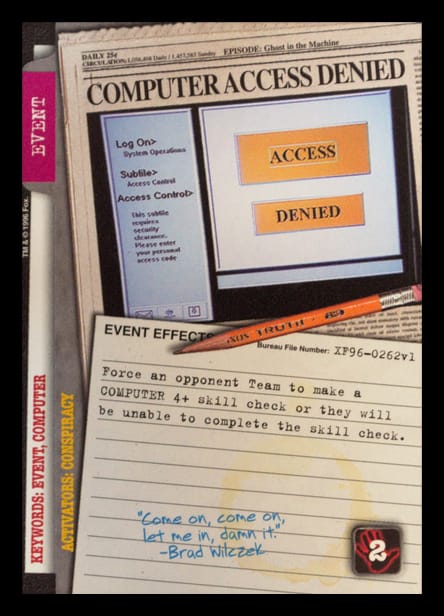 DAILY 25¢
CIRCULATION: 1,056,404 Daily / 1,453,583 Sunday
EPISODE: Ghost in the Machine
COMPUTER ACCESS DENIED
Log On>
System Operations
Subfile>
Access Control
Access Control>
This subfile
requires
security
clearance.
Please enter
your personal
access code
ACCESS
DENIED
EVENT
TM & © 1996 Fox.
KEYWORDS: EVENT, COMPUTER
ACTIVATORS: CONSPIRACY
TRUTH
EVENT EFFECTS
Bureau File Number: XF96-0262v1
Force an opponent Team to make a
COMPUTER 4+ skill check or they will
be unable to complete the skill check.
"Come on, come on,
let me in, damn it."
-Brad Wilczek
2